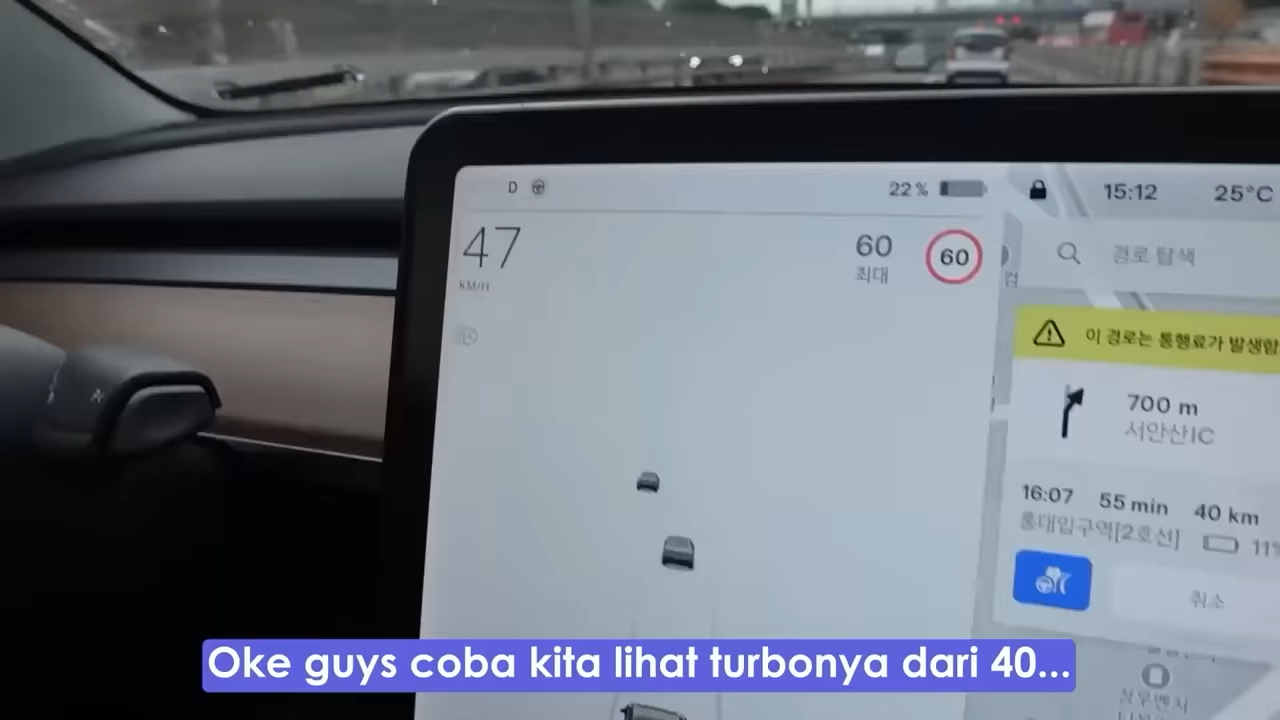 D
22%
15:12
25°C
47
KM/H
60
최대
60
경로 탐색
이 경로는 통행료가 발생함
700 m
서안산IC
16:07 55 min 40 km
홍대입구역[2호선] 11%
취소
Oke guys coba kita lihat turbonya dari 40...